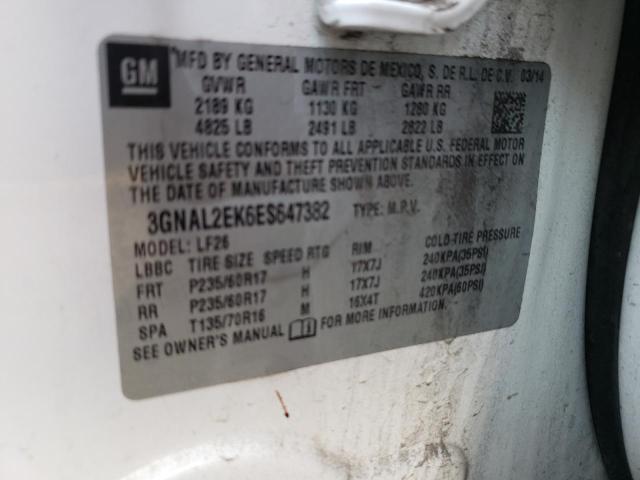 GM
MFD BY GENERAL MOTORS DE MEXICO, S. DE R.L. DE C.V. 03/14
GVWR GAWR FRT GAWR RR
2189 KG 1130 KG 1280 KG
4825 LB 2491 LB 2822 LB
THIS VEHICLE CONFORMS TO ALL APPLICABLE U.S. FEDERAL MOTOR
VEHICLE SAFETY AND THEFT PREVENTION STANDARDS IN EFFECT ON
THE DATE OF MANUFACTURE SHOWN ABOVE.
3GNAL2EK6ES647382 TYPE: M.P.V.
MODEL: LF26
LBBC TIRE SIZE SPEED RTG RIM COLD TIRE PRESSURE
FRT P235/60R17 H 17X7J 240KPA(35PSI)
RR P235/60R17 H 17X7J 240KPA(35PSI)
SPA T135/70R16 M 16X4T 420KPA(60PSI)
SEE OWNER'S MANUAL FOR MORE INFORMATION.